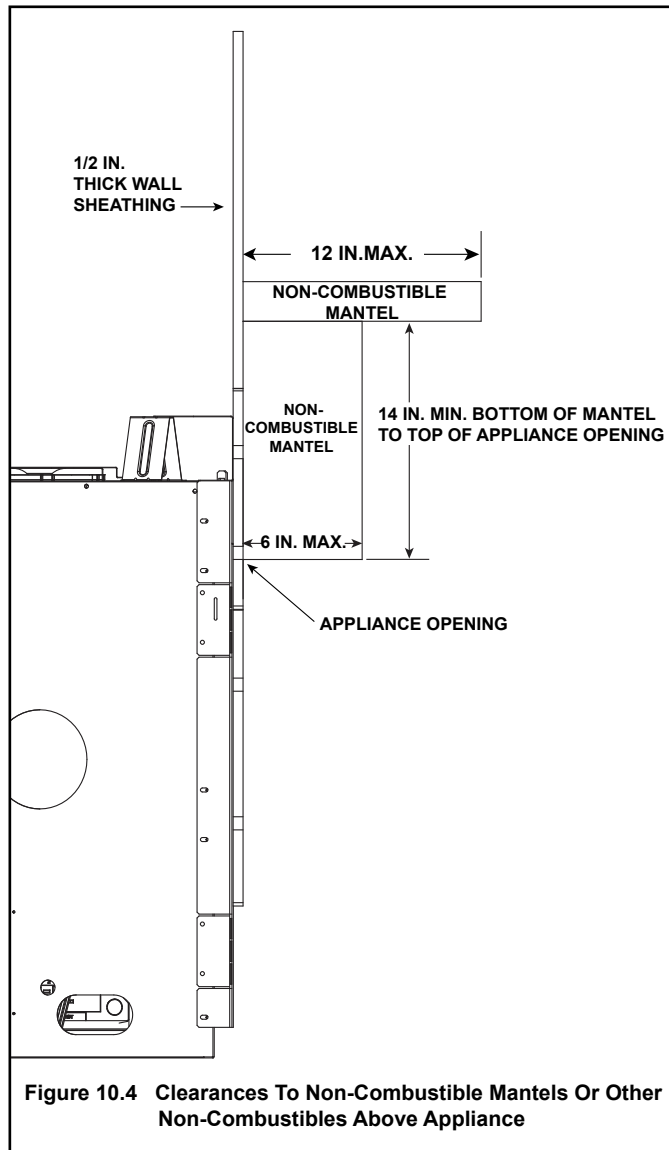 1/2 IN.
THICK WALL
SHEATHING
12 IN.MAX.
NON-COMBUSTIBLE
MANTEL
NON-
COMBUSTIBLE
MANTEL
14 IN. MIN. BOTTOM OF MANTEL
TO TOP OF APPLIANCE OPENING
6 IN. MAX.
APPLIANCE OPENING
Figure 10.4 Clearances To Non-Combustible Mantels Or Other
Non-Combustibles Above Appliance